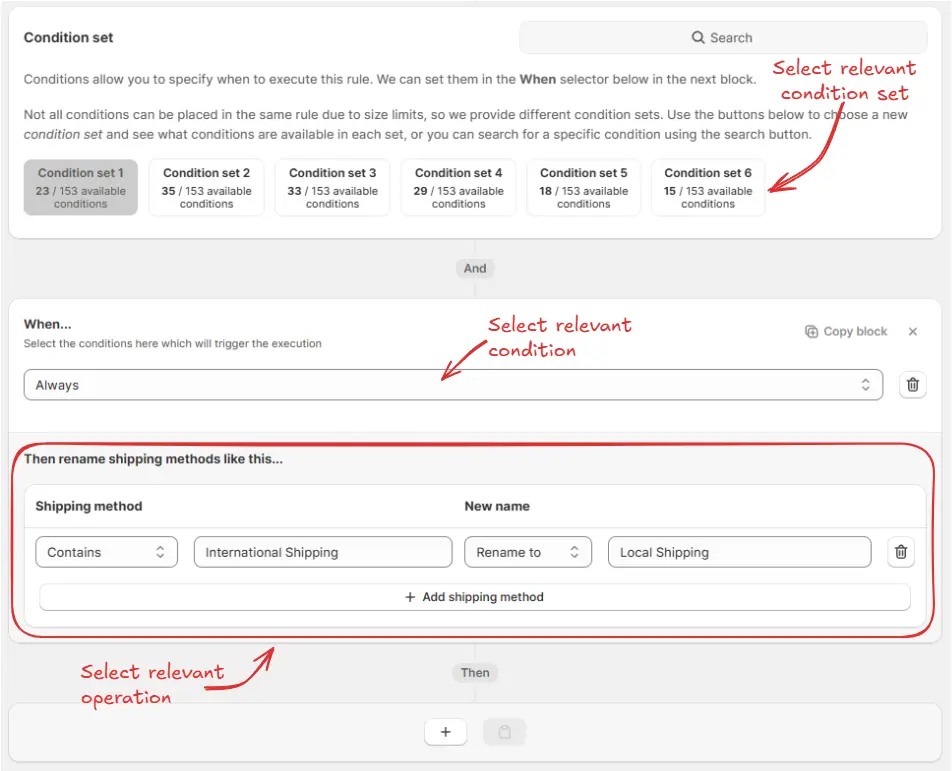 Condition set
Search
Conditions allow you to specify when to execute this rule. We can set them in the When selector below in the next block.
Select relevant
condition set
Not all conditions can be placed in the same rule due to size limits, so we provide different condition sets. Use the buttons below to choose a new
condition set and see what conditions are available in each set, or you can search for a specific condition using the search button.
Condition set 1
23 / 153 available
conditions
Condition set 2
35 / 153 available
conditions
Condition set 3
33 / 153 available
conditions
Condition set 4
29 / 153 available
conditions
Condition set 5
18 / 153 available
conditions
Condition set 6
15 / 153 available
conditions
And
When...
Select the conditions here which will trigger the execution
Select relevant
condition
Copy block
Always
Then rename shipping methods like this...
Shipping method
New name
Contains
International Shipping
Rename to
Local Shipping
+ Add shipping method
Select relevant
operation
Then
+